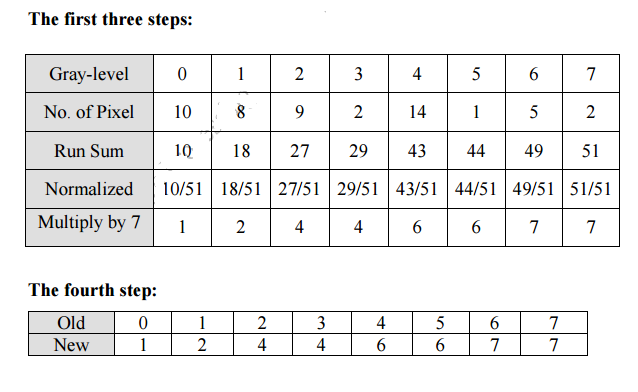 The first three steps:
Gray-level 0 1 2 3 4 5 6 7
No. of Pixel 10 8 9 2 14 1 5 2
Run Sum 10 18 27 29 43 44 49 51
Normalized 10/51 18/51 27/51 29/51 43/51 44/51 49/51 51/51
Multiply by 7 1 2 4 4 6 6 7 7
The fourth step:
Old 0 1 2 3 4 5 6 7
New 1 2 4 4 6 6 7 7